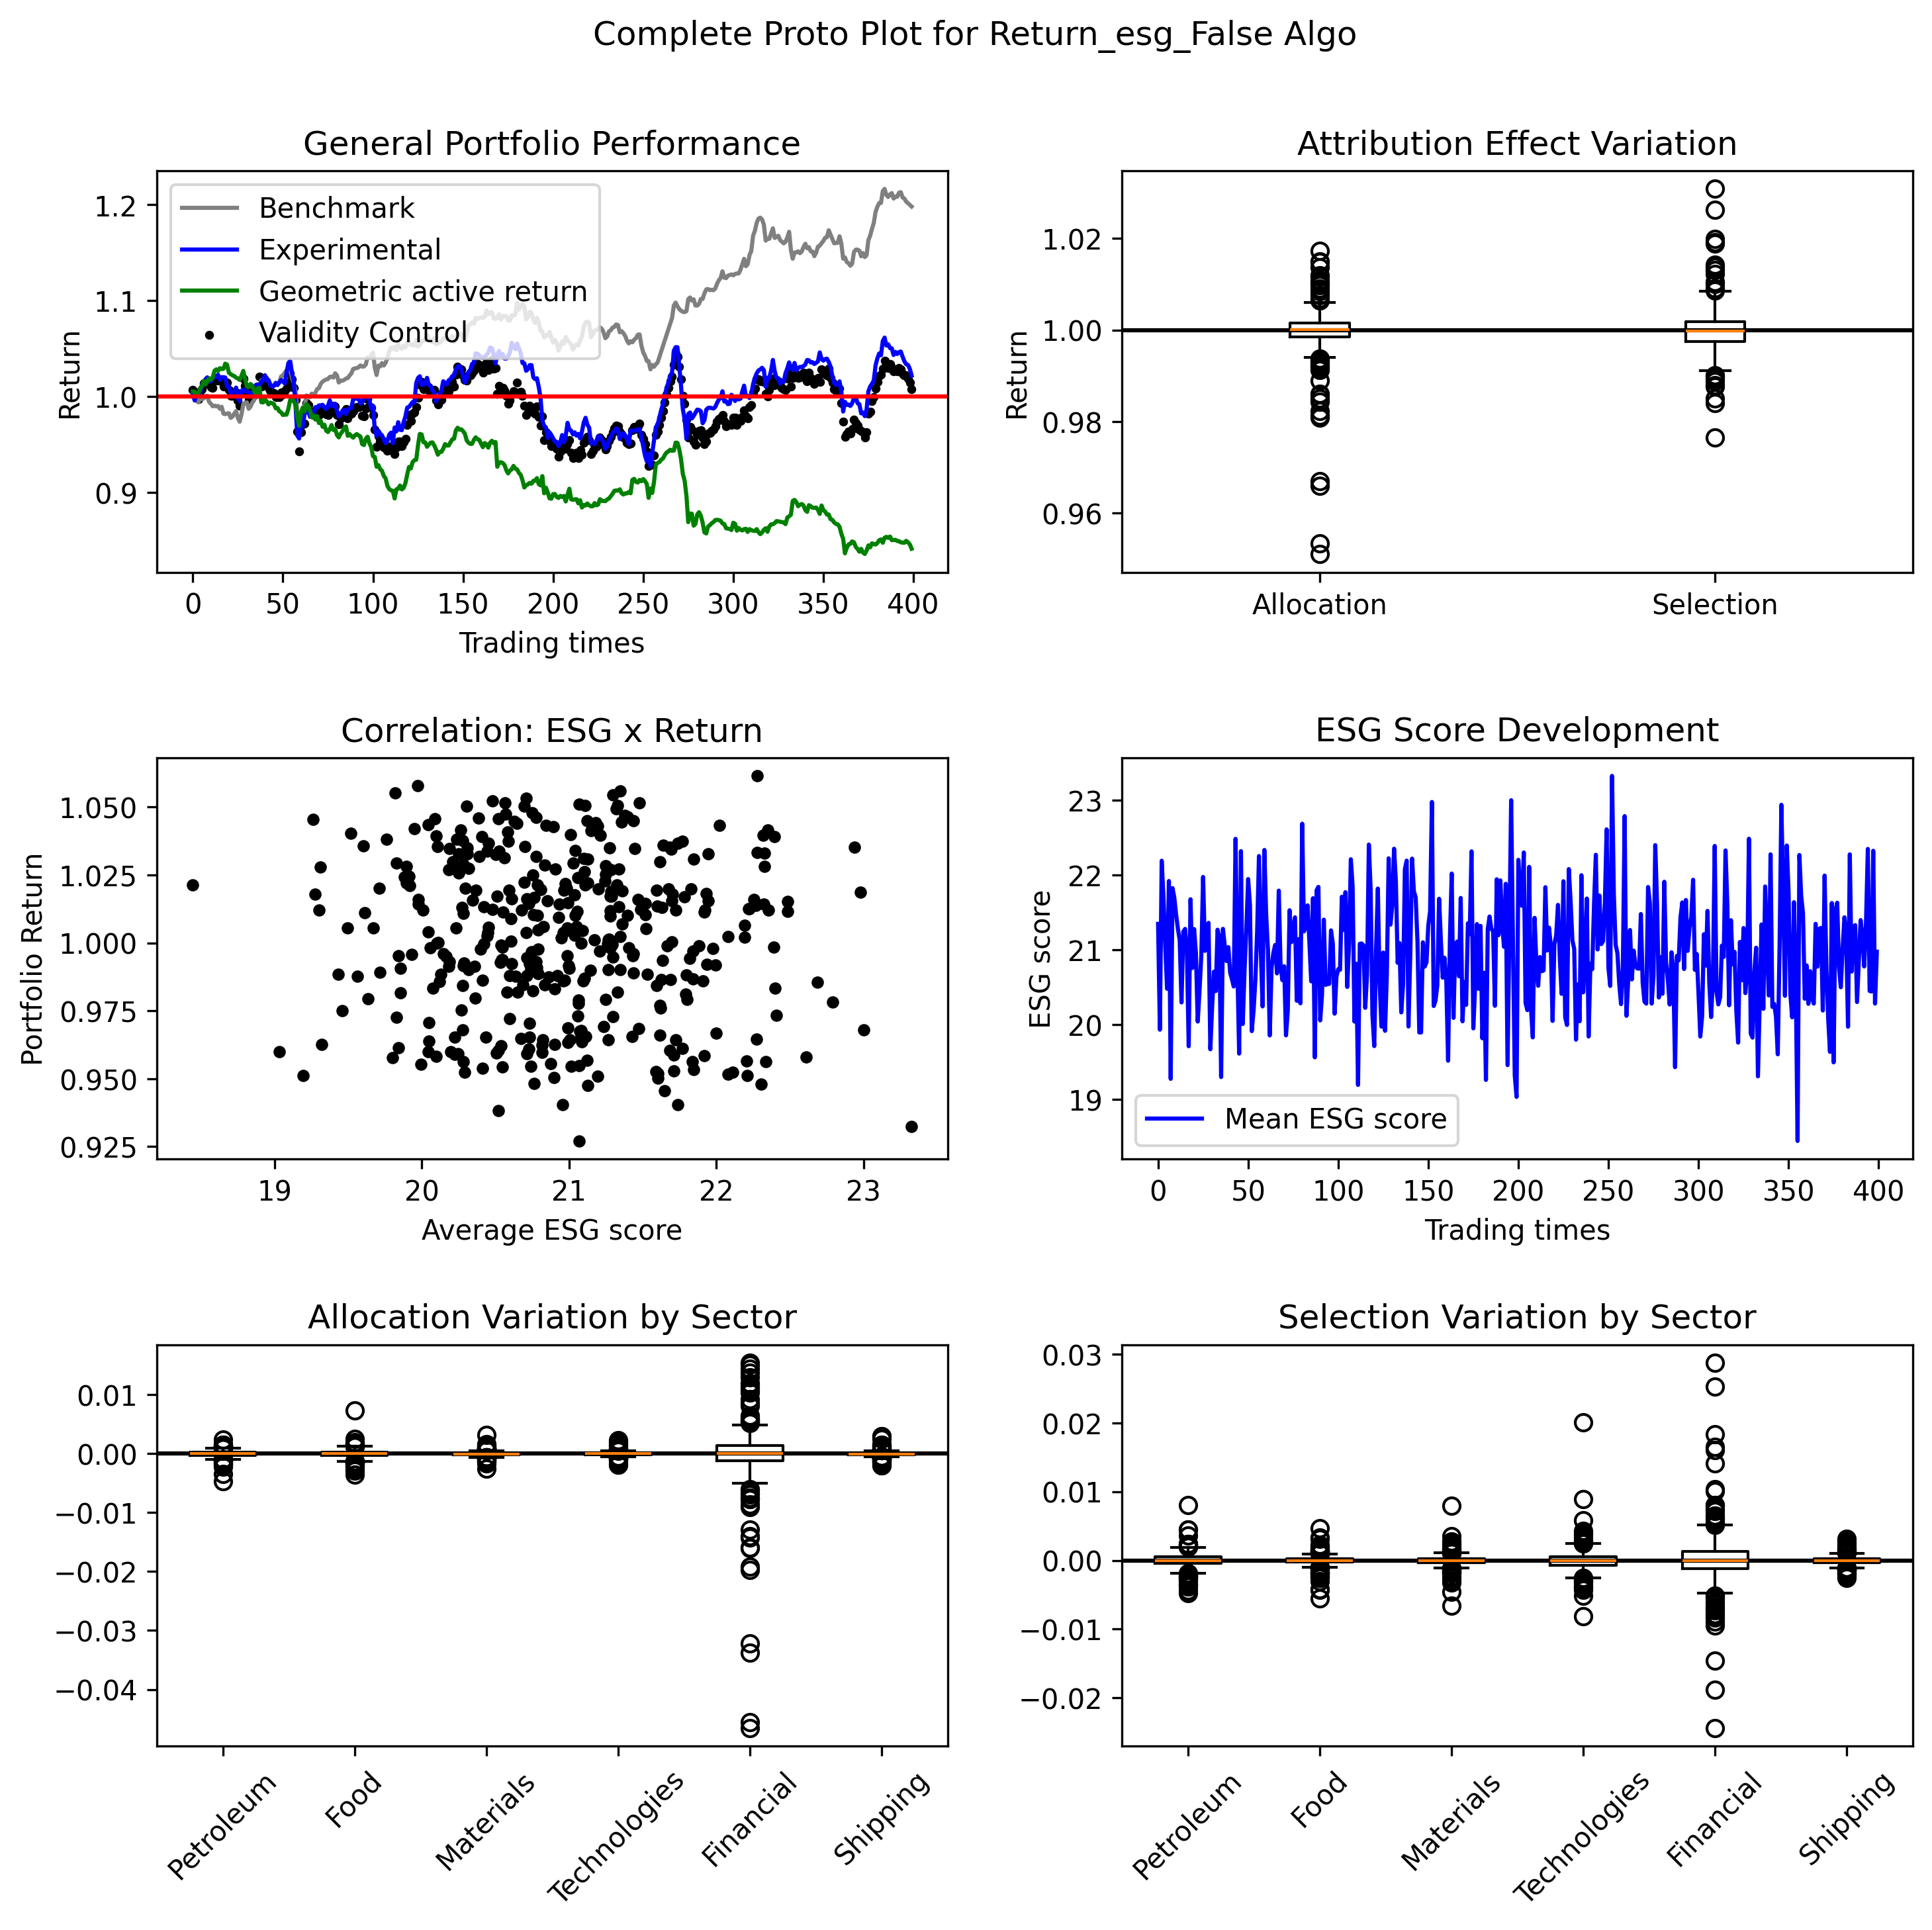 Complete Proto Plot for Return_esg_False Algo
General Portfolio Performance
Return
1.2
1.1
1.0
0.9
Benchmark
Experimental
Geometric active return
Validity Control
0 50 100 150 200 250 300 350 400
Trading times
Attribution Effect Variation
Return
1.02
1.00
0.98
0.96
Allocation Selection
Correlation: ESG x Return
Portfolio Return
1.050
1.025
1.000
0.975
0.950
0.925
19 20 21 22 23
Average ESG score
ESG Score Development
ESG score
23
22
21
20
19
Mean ESG score
0 50 100 150 200 250 300 350 400
Trading times
Allocation Variation by Sector
0.01
0.00
−0.01
−0.02
−0.03
−0.04
Petroleum Food Materials Technologies Financial Shipping
Selection Variation by Sector
0.03
0.02
0.01
0.00
−0.01
−0.02
Petroleum Food Materials Technologies Financial Shipping